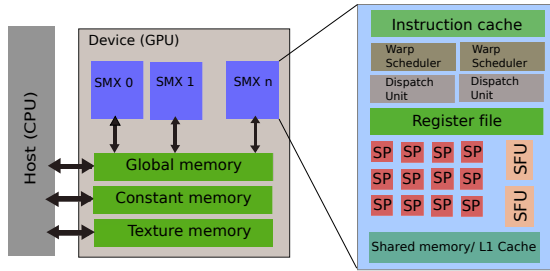 Host (CPU)
Device (GPU)
SMX 0
SMX 1
SMX n
Global memory
Constant memory
Texture memory
Instruction cache
Warp
Scheduler
Warp
Scheduler
Dispatch
Unit
Dispatch
Unit
Register file
SP SP SP SP
SP SP SP SP
SP SP SP SP
SFU
SFU
Shared memory/ L1 Cache